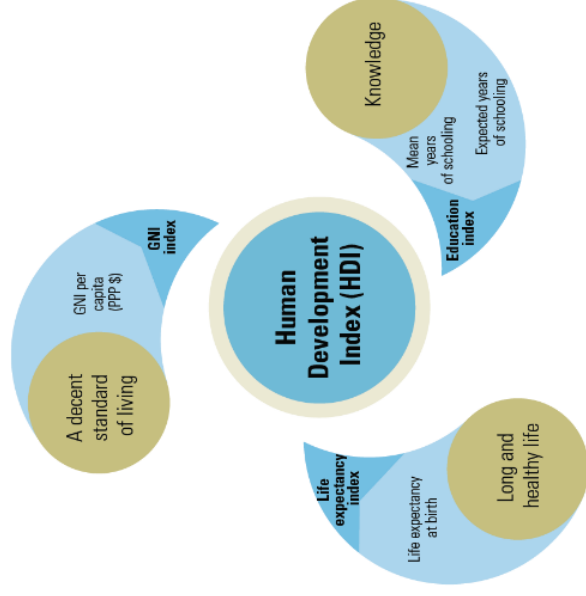 Human
Development
Index (HDI)
Long and
healthy life
Life expectancy
at birth
Life
expectancy
index
A decent
standard
of living
GNI per
capita
(PPP $)
GNI
index
Knowledge
Mean
years
of schooling
Expected years
of schooling
Education
index